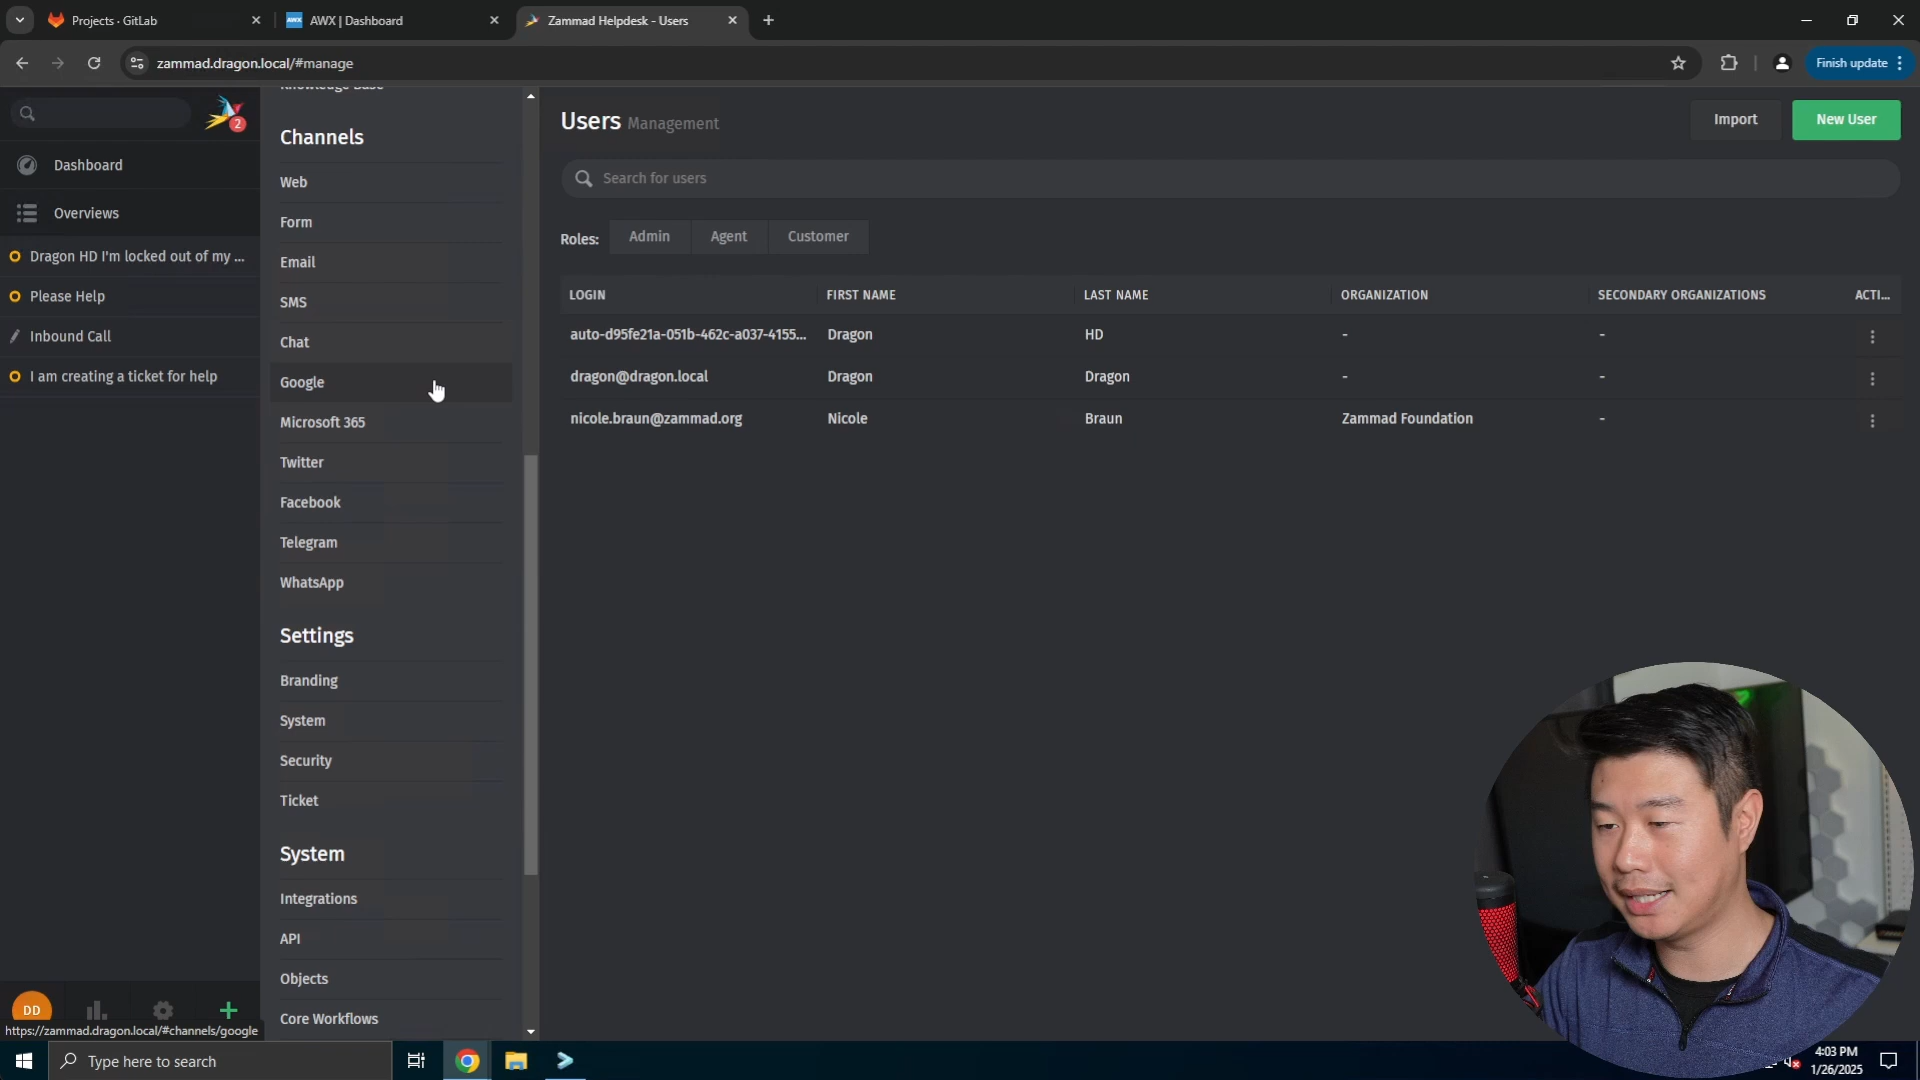 Projects · GitLab
AWX | Dashboard
Zammad Helpdesk - Users
zammad.dragon.local/#manage
Finish update
2
Dashboard
Overviews
Dragon HD I'm locked out of my ...
Please Help
Inbound Call
I am creating a ticket for help
DD
https://zammad.dragon.local/#channels/google
Knowledge Base
Channels
Web
Form
Email
SMS
Chat
Google
Microsoft 365
Twitter
Facebook
Telegram
WhatsApp
Settings
Branding
System
Security
Ticket
System
Integrations
API
Objects
Core Workflows
Users Management
Import
New User
Search for users
Roles: Admin Agent Customer
LOGIN FIRST NAME LAST NAME ORGANIZATION SECONDARY ORGANIZATIONS ACTI...
auto-d95fe21a-051b-462c-a037-4155... Dragon HD - -
dragon@dragon.local Dragon Dragon - -
nicole.braun@zammad.org Nicole Braun Zammad Foundation -
Type here to search
4:03 PM
1/26/2025